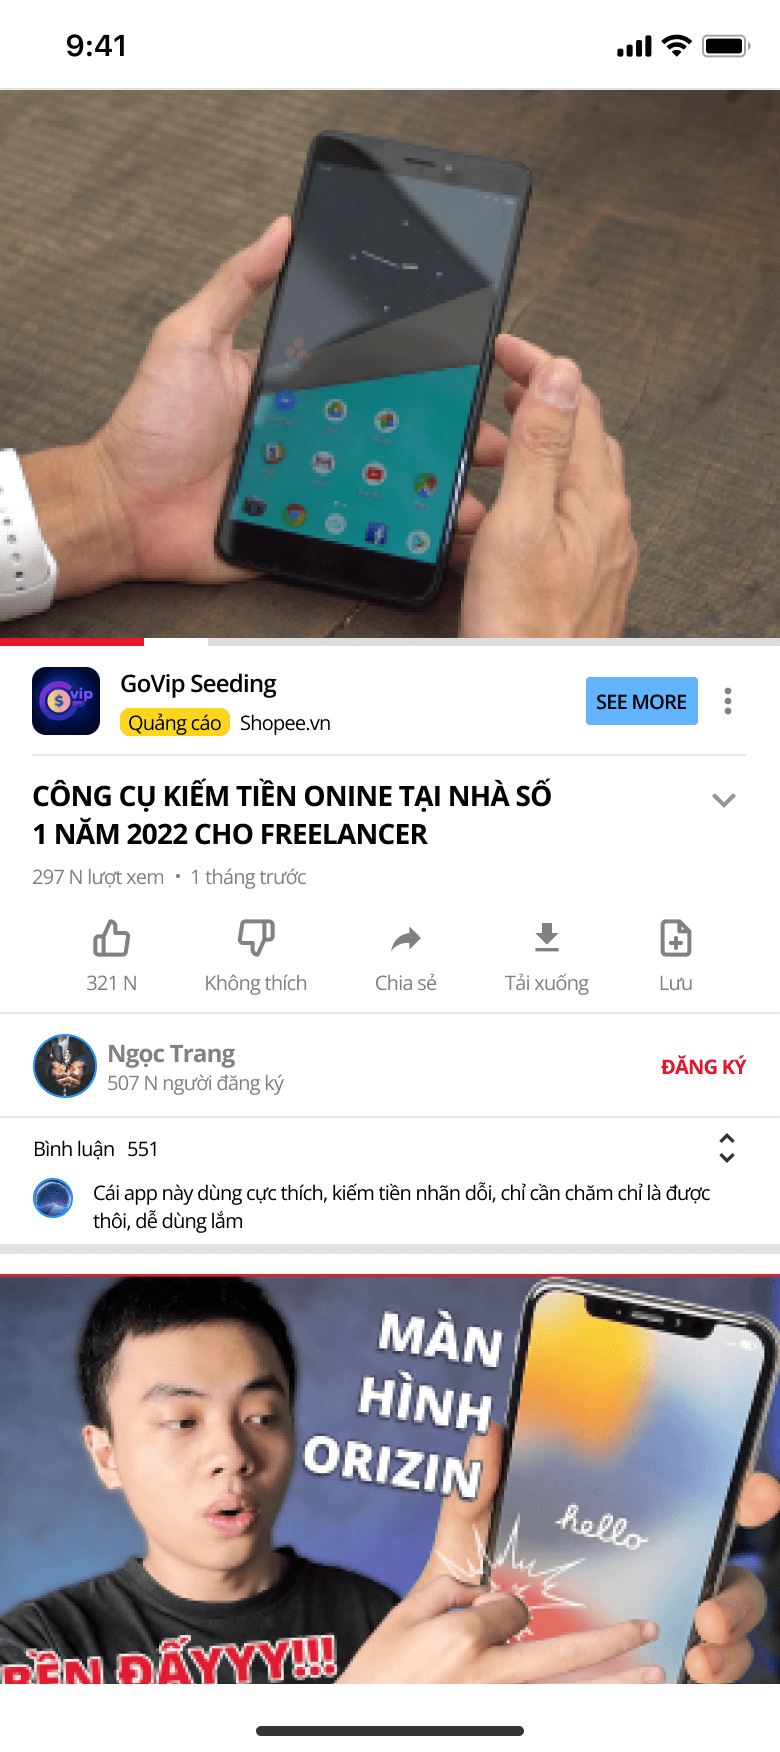 9:41
GoVip Seeding
Quảng cáo Shopee.vn
SEE MORE
CÔNG CỤ KIẾM TIỀN ONINE TẠI NHÀ SỐ
1 NĂM 2022 CHO FREELANCER
297 N lượt xem • 1 tháng trước
321 N
Không thích
Chia sẻ
Tải xuống
Lưu
Ngọc Trang
507 N người đăng ký
ĐĂNG KÝ
Bình luận 551
Cái app này dùng cực thích, kiếm tiền nhãn dỗi, chỉ cần chăm chỉ là được
thôi, dễ dùng lắm
MÀN
HÌNH
ORIZIN
hello
BỀN ĐẤYYY!!!